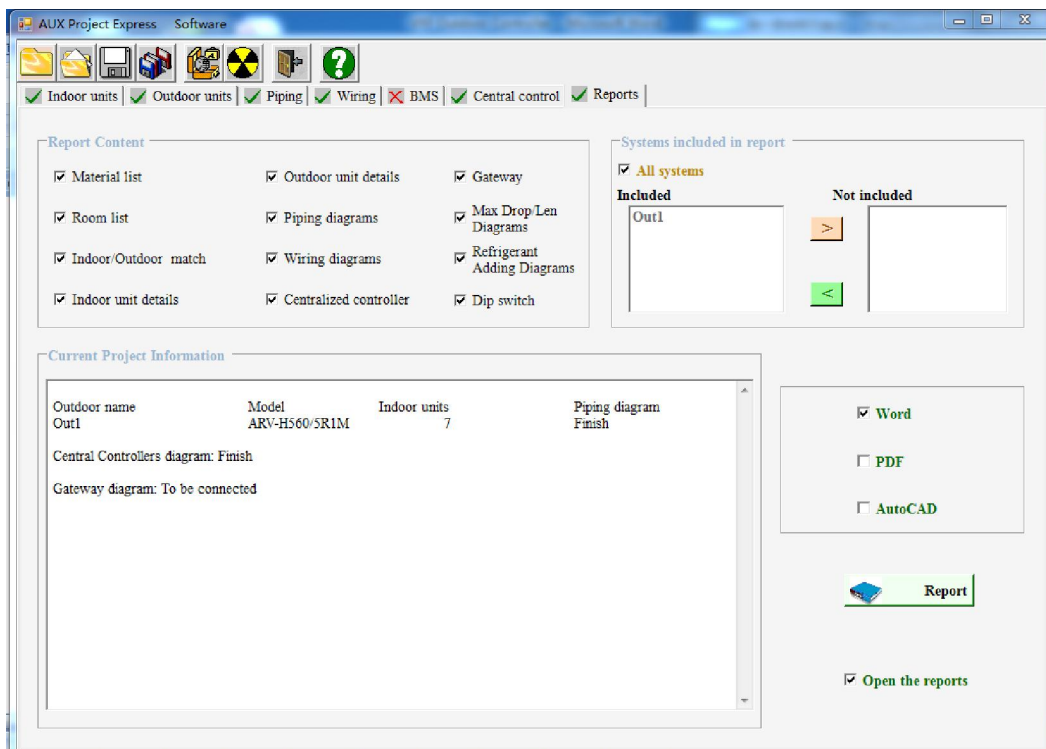 AUX Project Express Software
Indoor units Outdoor units Piping Wiring BMS Central control Reports
Report Content
Material list Outdoor unit details Gateway
Room list Piping diagrams Max Drop/Len
Diagrams
Indoor/Outdoor match Wiring diagrams Refrigerant
Adding Diagrams
Indoor unit details Centralized controller Dip switch
Systems included in report
All systems
Included Not included
Out1
>
<
Current Project Information
Outdoor name Model Indoor units Piping diagram
Out1 ARV-H560/5R1M 7 Finish
Central Controllers diagram: Finish
Gateway diagram: To be connected
Word
PDF
AutoCAD
Report
Open the reports